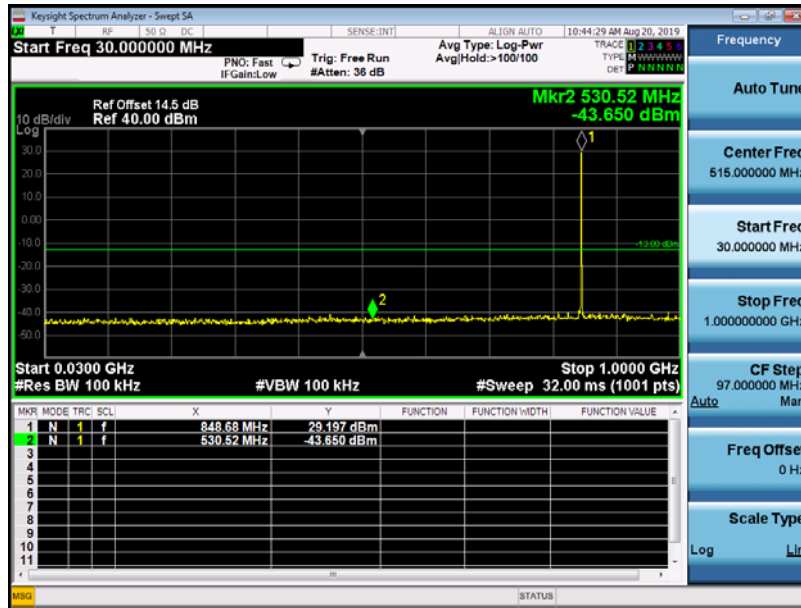 Keysight Spectrum Analyzer - Swept SA
T RF 50 Ω DC SENSE:INT ALIGN AUTO 10:44:29 AM Aug 20, 2019
Start Freq 30.000000 MHz
PNO: Fast
IFGain:Low
Trig: Free Run
#Atten: 36 dB
Avg Type: Log-Pwr
Avg|Hold:>100/100
TRACE 1 2 3 4 5 6
TYPE M W W W W W
DET P N N N N N
Ref Offset 14.5 dB
Ref 40.00 dBm
10 dB/div
Log
Mkr2 530.52 MHz
-43.650 dBm
30.0
20.0
10.0
0.00
-10.0
-20.0
-30.0
-40.0
-50.0
1
-13.00 dBm
2
Start 0.0300 GHz
Stop 1.0000 GHz
#Res BW 100 kHz
#VBW 100 kHz
#Sweep 32.00 ms (1001 pts)
MKR MODE TRC SCL X Y FUNCTION FUNCTION WIDTH FUNCTION VALUE
1 N 1 f 848.68 MHz 29.197 dBm
2 N 1 f 530.52 MHz -43.650 dBm
3
4
5
6
7
8
9
10
11
MSG
STATUS
Frequency
Auto Tune
Center Freq
515.000000 MHz
Start Freq
30.000000 MHz
Stop Freq
1.000000000 GHz
CF Step
97.000000 MHz
Auto Man
Freq Offset
0 Hz
Scale Type
Log Lin